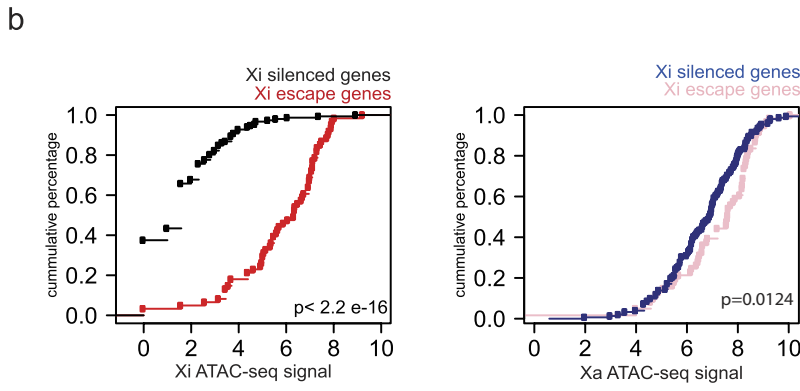 b
Xi silenced genes
Xi escape genes
cummulative percentage
1.0
0.8
0.6
0.4
0.2
0.0
p< 2.2 e-16
0 2 4 6 8 10
Xi ATAC-seq signal
Xi silenced genes
Xi escape genes
cummulative percentage
1.0
0.8
0.6
0.4
0.2
0.0
p=0.0124
0 2 4 6 8 10
Xa ATAC-seq signal